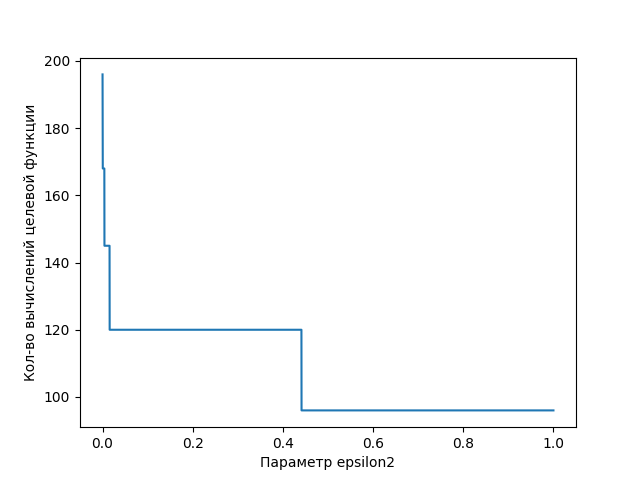 200
180
160
140
120
100
Кол-во вычислений целевой функции
0.0 0.2 0.4 0.6 0.8 1.0
Параметр epsilon2